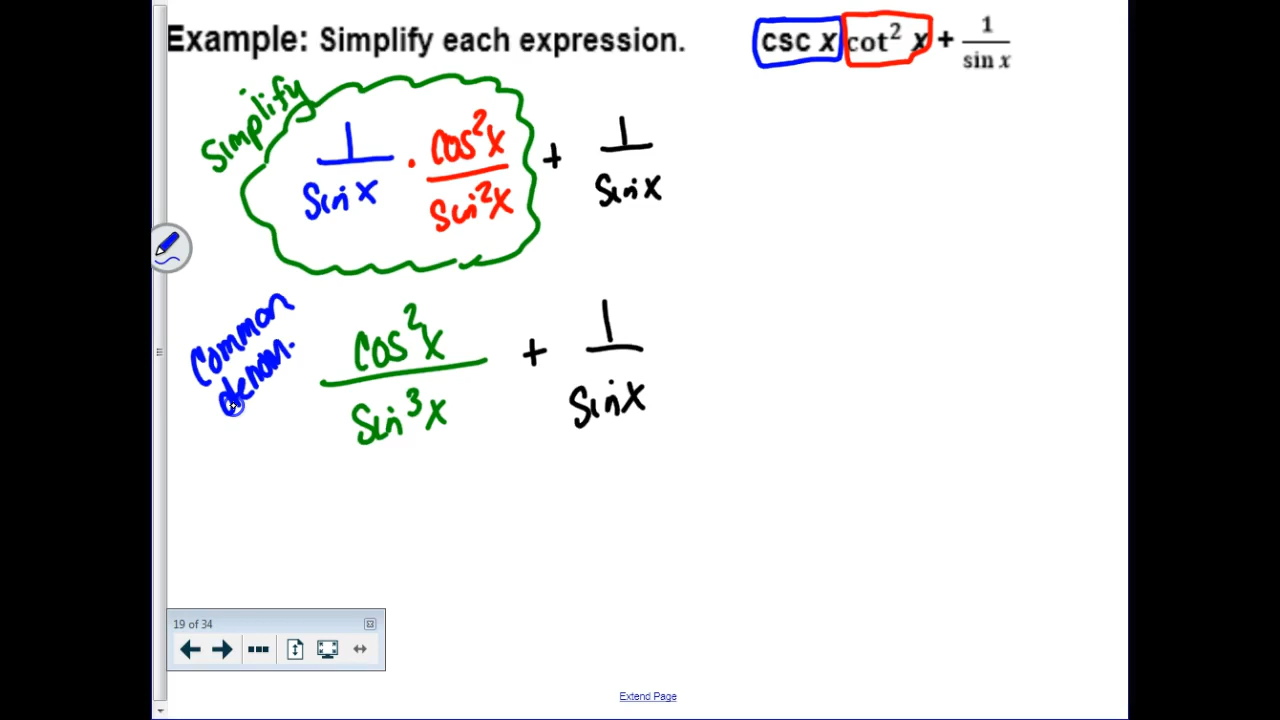 Example: Simplify each expression. csc x cot² x + 1/sin x
Simplify
1/sin x · cos²x/sin²x + 1/sin x
Common denom.
cos²x/sin³x + 1/sin x
19 of 34
Extend Page